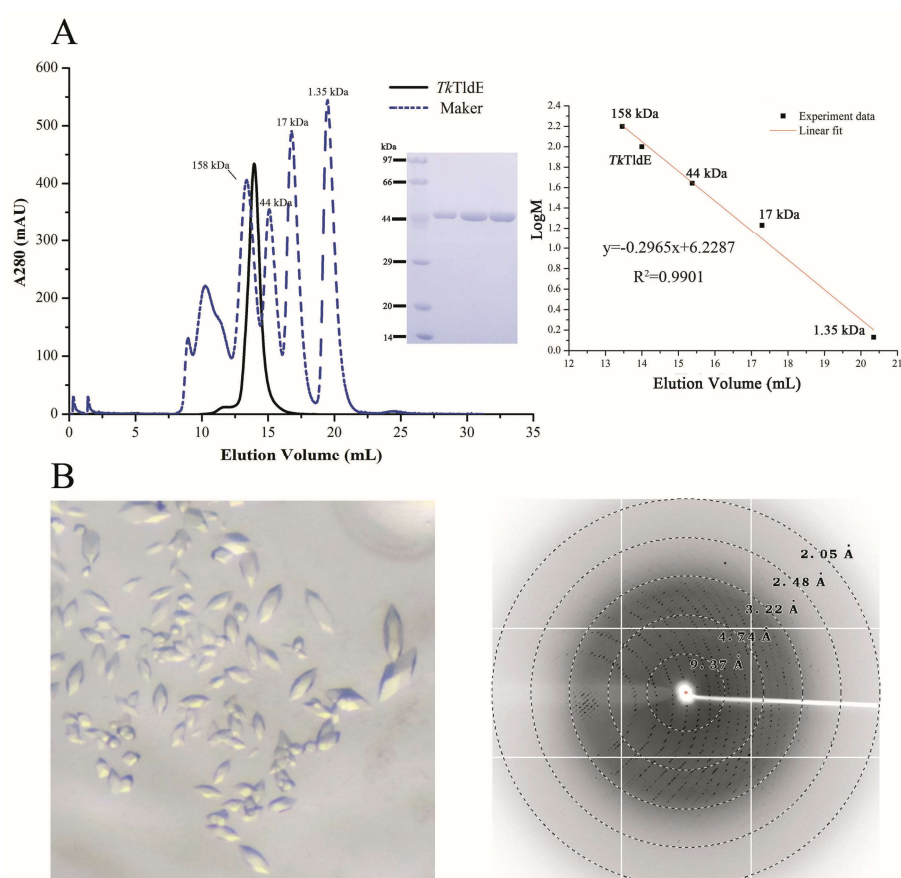 A
600
500
400
300
200
100
0
A280 (mAU)
0 5 10 15 20 25 30 35
Elution Volume (mL)
158 kDa
44 kDa
17 kDa
1.35 kDa
TkTldE
Maker
kDa
97
66
44
29
20
14
2.4
2.2
2.0
1.8
1.6
1.4
1.2
1.0
0.8
0.6
0.4
0.2
0.0
LogM
12 13 14 15 16 17 18 19 20 21
Elution Volume (mL)
158 kDa
TkTldE
44 kDa
17 kDa
1.35 kDa
Experiment data
Linear fit
y=-0.2965x+6.2287
R²=0.9901
B
2.05 Å
2.48 Å
3.22 Å
4.74 Å
9.37 Å